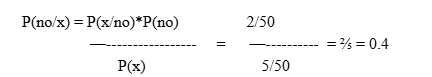 P(no/x) = P(x/no)*P(no) 2/50
—----------------- = —---------- = ⅖ = 0.4
P(x) 5/50